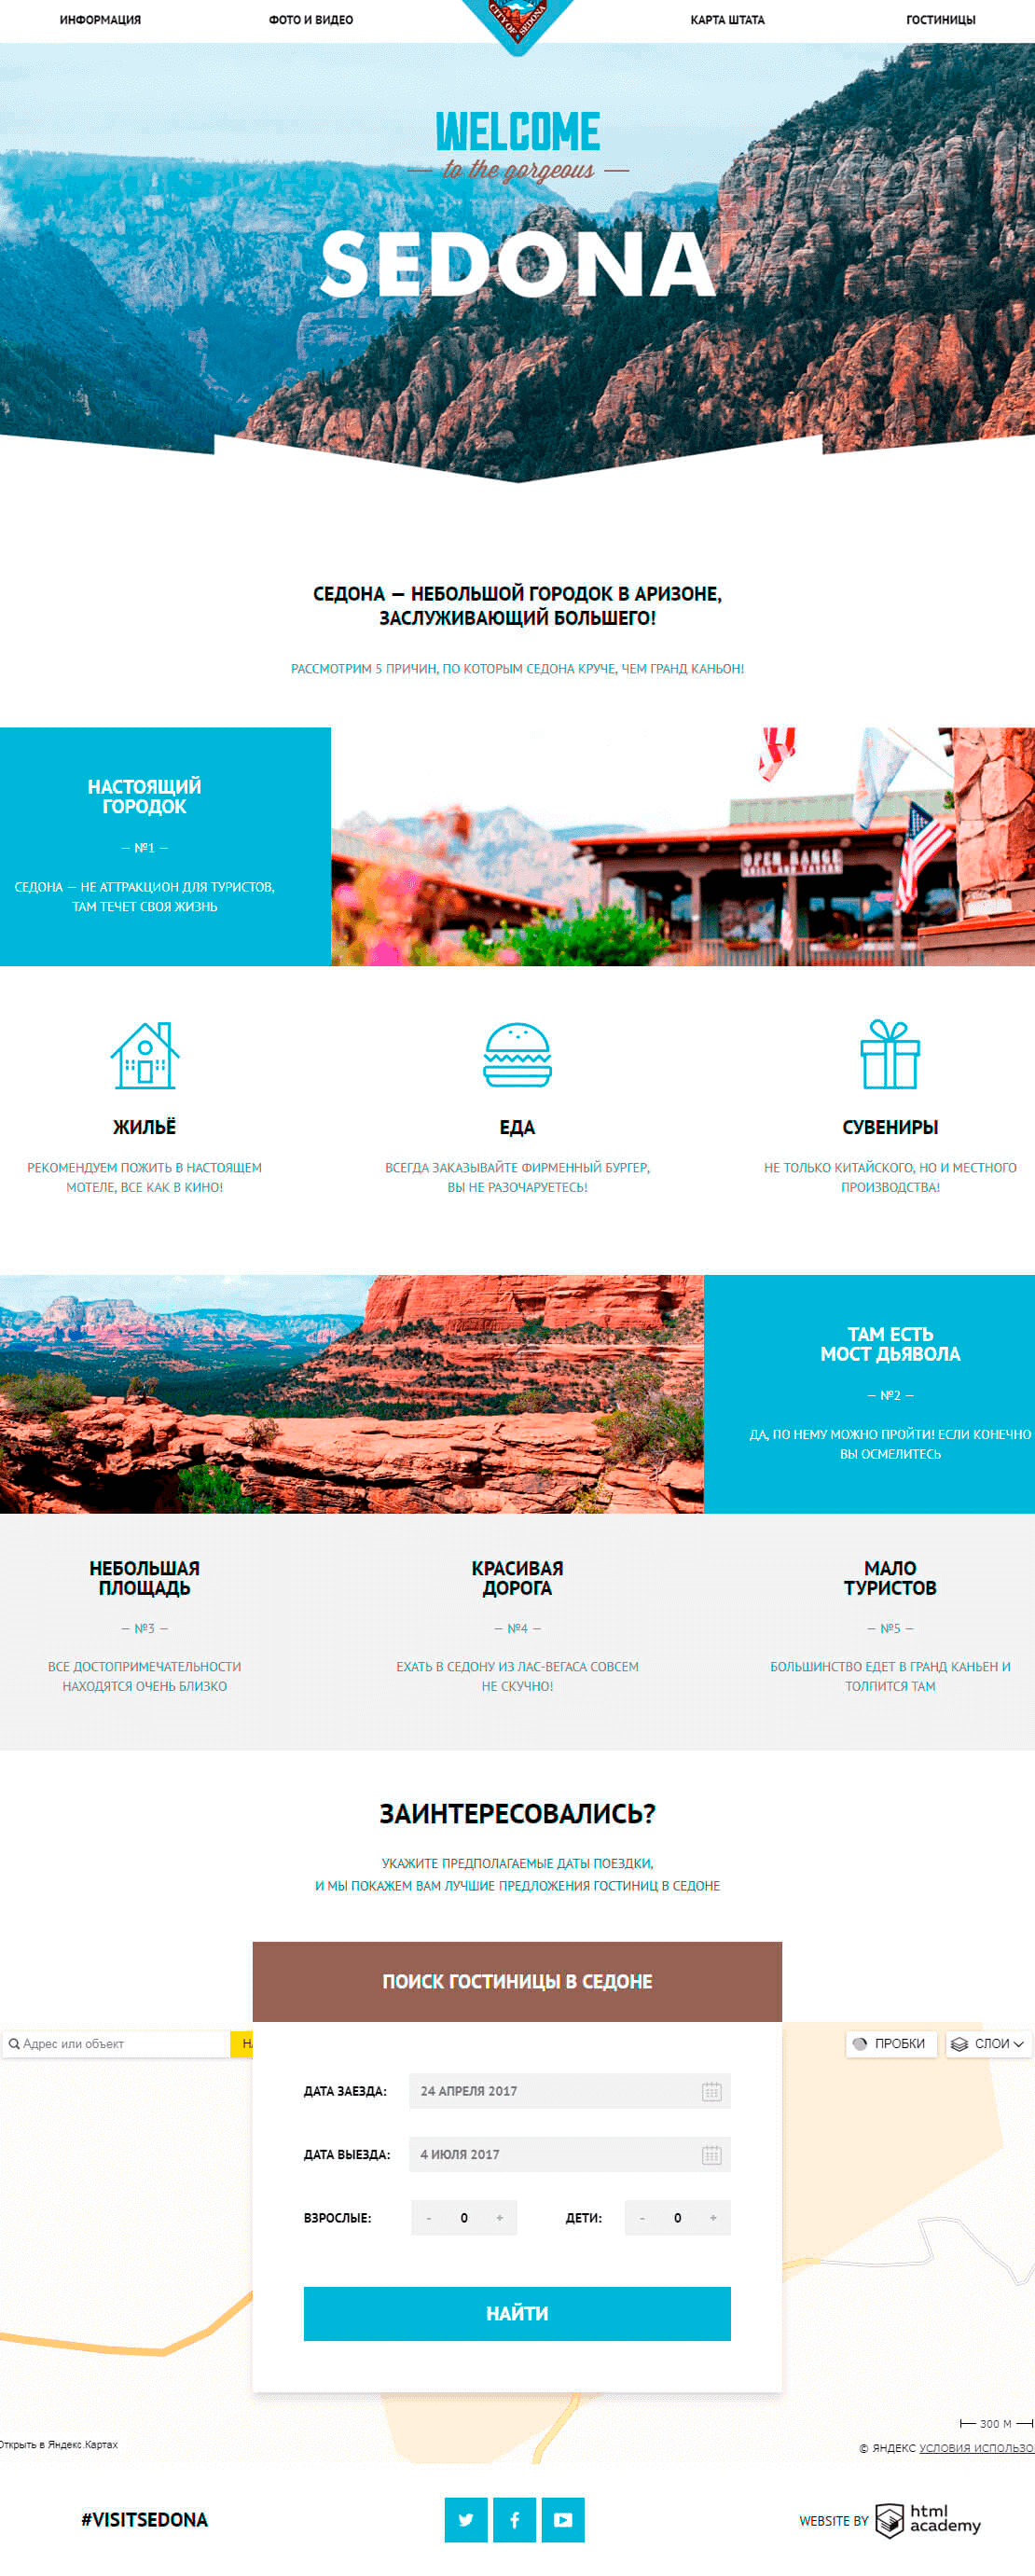 ИНФОРМАЦИЯ
ФОТО И ВИДЕО
CITY OF SEDONA
КАРТА ШТАТА
ГОСТИНИЦЫ
WELCOME
— to the gorgeous —
SEDONA
СЕДОНА — НЕБОЛЬШОЙ ГОРОДОК В АРИЗОНЕ,
ЗАСЛУЖИВАЮЩИЙ БОЛЬШЕГО!
РАССМОТРИМ 5 ПРИЧИН, ПО КОТОРЫМ СЕДОНА КРУЧЕ, ЧЕМ ГРАНД КАНЬОН!
НАСТОЯЩИЙ
ГОРОДОК
— №1 —
СЕДОНА — НЕ АТТРАКЦИОН ДЛЯ ТУРИСТОВ,
ТАМ ТЕЧЕТ СВОЯ ЖИЗНЬ
OPEN RANGE
ЖИЛЬЁ
РЕКОМЕНДУЕМ ПОЖИТЬ В НАСТОЯЩЕМ
МОТЕЛЕ, ВСЕ КАК В КИНО!
ЕДА
ВСЕГДА ЗАКАЗЫВАЙТЕ ФИРМЕННЫЙ БУРГЕР,
ВЫ НЕ РАЗОЧАРУЕТЕСЬ!
СУВЕНИРЫ
НЕ ТОЛЬКО КИТАЙСКОГО, НО И МЕСТНОГО
ПРОИЗВОДСТВА!
ТАМ ЕСТЬ
МОСТ ДЬЯВОЛА
— №2 —
ДА, ПО НЕМУ МОЖНО ПРОЙТИ! ЕСЛИ КОНЕЧНО
ВЫ ОСМЕЛИТЕСЬ
НЕБОЛЬШАЯ
ПЛОЩАДЬ
— №3 —
ВСЕ ДОСТОПРИМЕЧАТЕЛЬНОСТИ
НАХОДЯТСЯ ОЧЕНЬ БЛИЗКО
КРАСИВАЯ
ДОРОГА
— №4 —
ЕХАТЬ В СЕДОНУ ИЗ ЛАС-ВЕГАСА СОВСЕМ
НЕ СКУЧНО!
МАЛО
ТУРИСТОВ
— №5 —
БОЛЬШИНСТВО ЕДЕТ В ГРАНД КАНЬЕН И
ТОЛПИТСЯ ТАМ
ЗАИНТЕРЕСОВАЛИСЬ?
УКАЖИТЕ ПРЕДПОЛАГАЕМЫЕ ДАТЫ ПОЕЗДКИ,
И МЫ ПОКАЖЕМ ВАМ ЛУЧШИЕ ПРЕДЛОЖЕНИЯ ГОСТИНИЦ В СЕДОНЕ
ПОИСК ГОСТИНИЦЫ В СЕДОНЕ
Адрес или объект
ПРОБКИ
СЛОИ
ДАТА ЗАЕЗДА:
24 АПРЕЛЯ 2017
ДАТА ВЫЕЗДА:
4 ИЮЛЯ 2017
ВЗРОСЛЫЕ:
- 0 +
ДЕТИ:
- 0 +
НАЙТИ
300 М
Открыть в Яндекс.Картах
© ЯНДЕКС УСЛОВИЯ ИСПОЛЬЗО
#VISITSEDONA
WEBSITE BY
html
academy